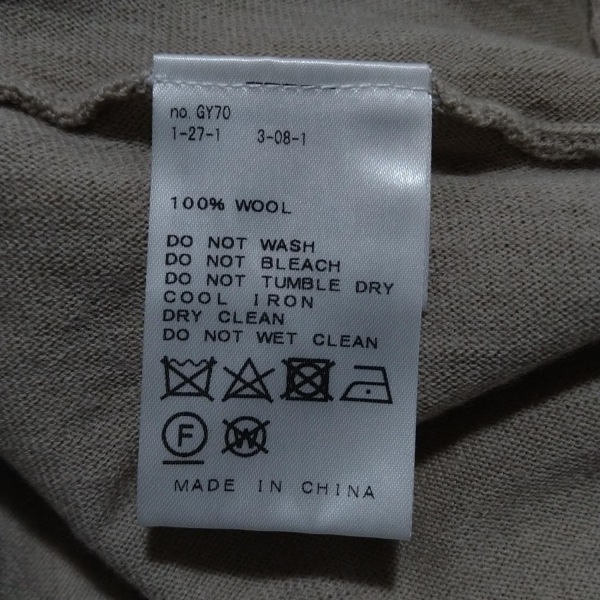 no. GY70
1-27-1 3-08-1
100% WOOL
DO NOT WASH
DO NOT BLEACH
DO NOT TUMBLE DRY
COOL IRON
DRY CLEAN
DO NOT WET CLEAN
F W
MADE IN CHINA